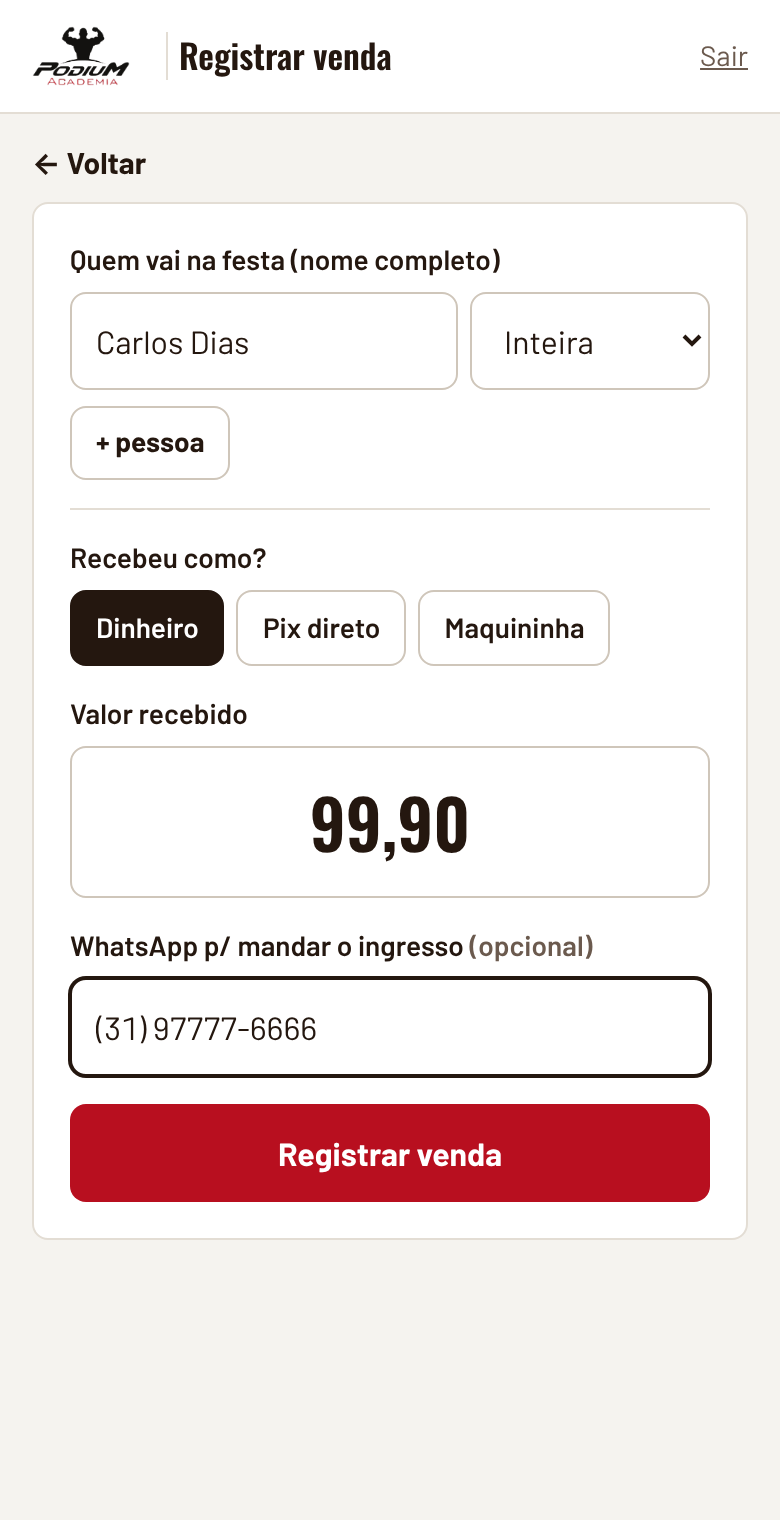 PODIUM
ACADEMIA
Registrar venda
Sair
← Voltar
Quem vai na festa (nome completo)
Carlos Dias
Inteira
+ pessoa
Recebeu como?
Dinheiro
Pix direto
Maquininha
Valor recebido
99,90
WhatsApp p/ mandar o ingresso (opcional)
(31) 97777-6666
Registrar venda